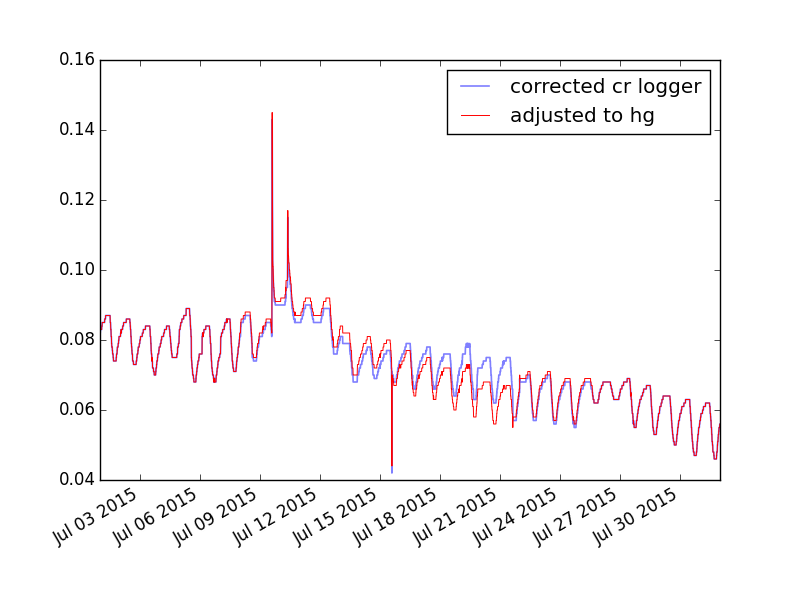 0.16
0.14
0.12
0.10
0.08
0.06
0.04
corrected cr logger
adjusted to hg
Jul 03 2015
Jul 06 2015
Jul 09 2015
Jul 12 2015
Jul 15 2015
Jul 18 2015
Jul 21 2015
Jul 24 2015
Jul 27 2015
Jul 30 2015